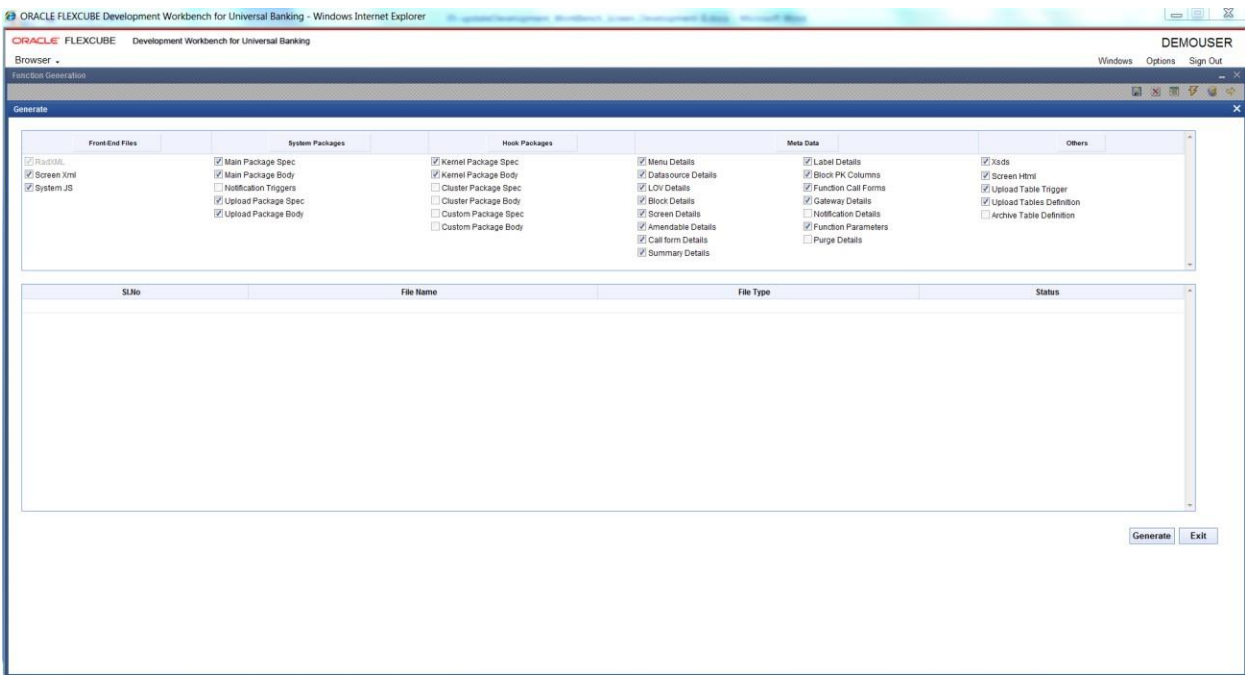 ORACLE FLEXCUBE Development Workbench for Universal Banking - Windows Internet Explorer
ORACLE FLEXCUBE Development Workbench for Universal Banking
DEMOUSER
Browser
Windows Options Sign Out
Function Generation
Generate
Front-End Files System Packages Hook Packages Meta Data Others
RadXML Main Package Spec Kernel Package Spec Menu Details Label Details Xsds
Screen Xml Main Package Body Kernel Package Body Datasource Details Block PK Columns Screen Html
System JS Notification Triggers Cluster Package Spec LOV Details Function Call Forms Upload Table Trigger
Upload Package Spec Cluster Package Body Block Details Gateway Details Upload Tables Definition
Upload Package Body Custom Package Spec Screen Details Notification Details Archive Table Definition
Custom Package Body Amendable Details Function Parameters
Call form Details Purge Details
Summary Details
Sl.No File Name File Type Status
Generate Exit